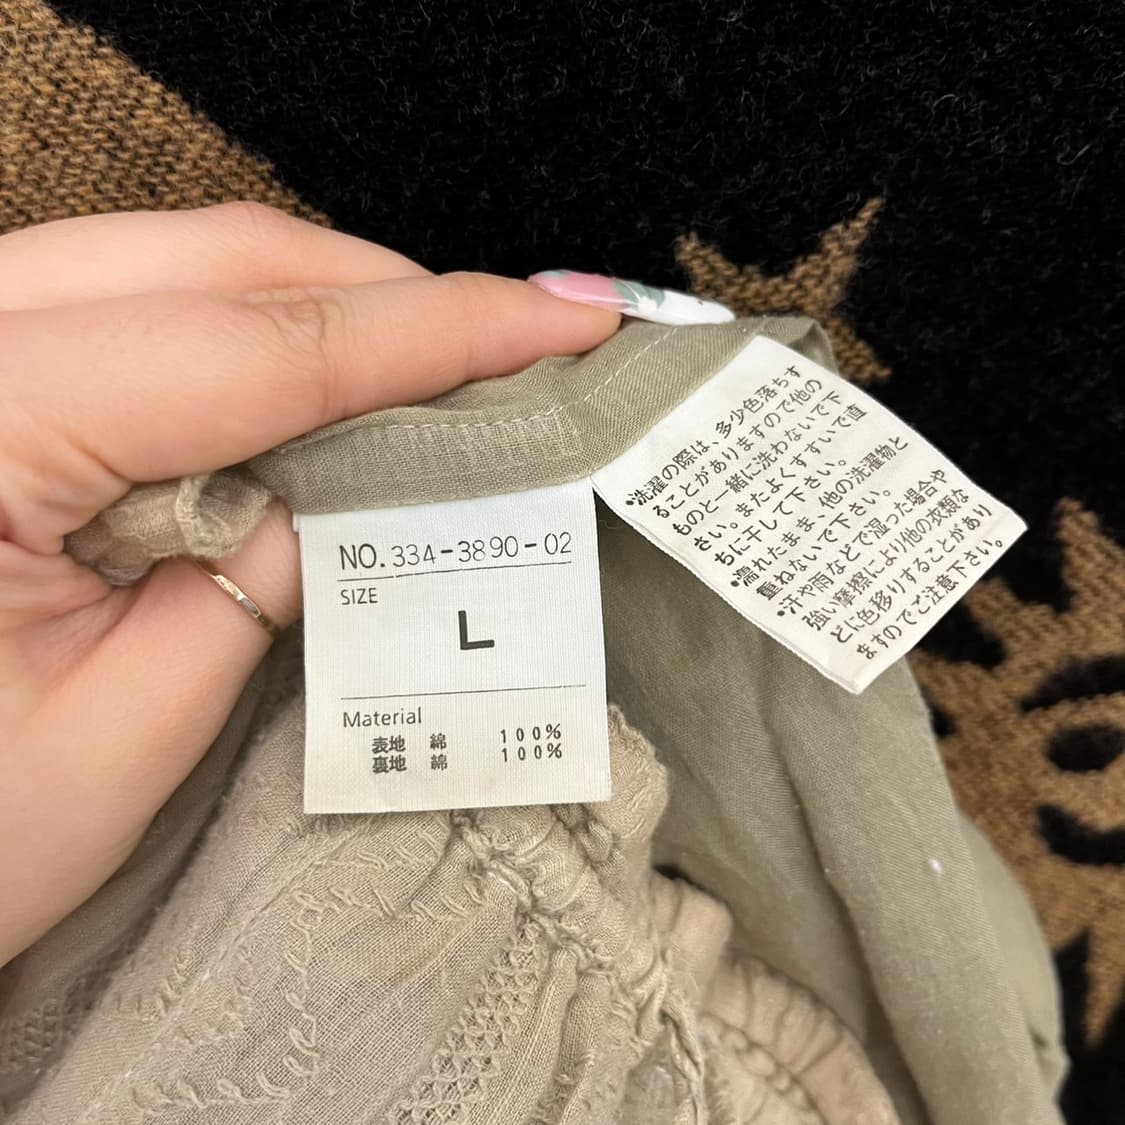 NO. 334-3890-02
SIZE
L
Material
表地 綿 100%
裏地 綿 100%
•洗濯の際は、多少色落ちす
ることがありますので他の
ものと一緒に洗わないで下
さい。またよくすすいで直
ちに干して下さい。
•濡れたまま、他の洗濯物と
重ねないで下さい。
•汗や雨などで湿った場合や
強い摩擦により他の衣類な
どに色移りすることがあり
ますのでご注意下さい。